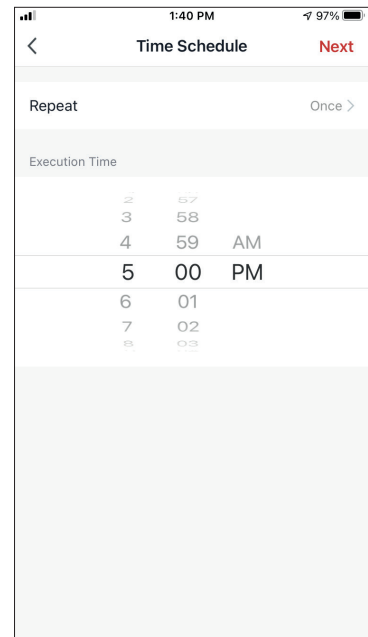 1:40 PM 97%
Time Schedule Next
Repeat Once
Execution Time
2 57
3 58
4 59 AM
5 00 PM
6 01
7 02
8 03